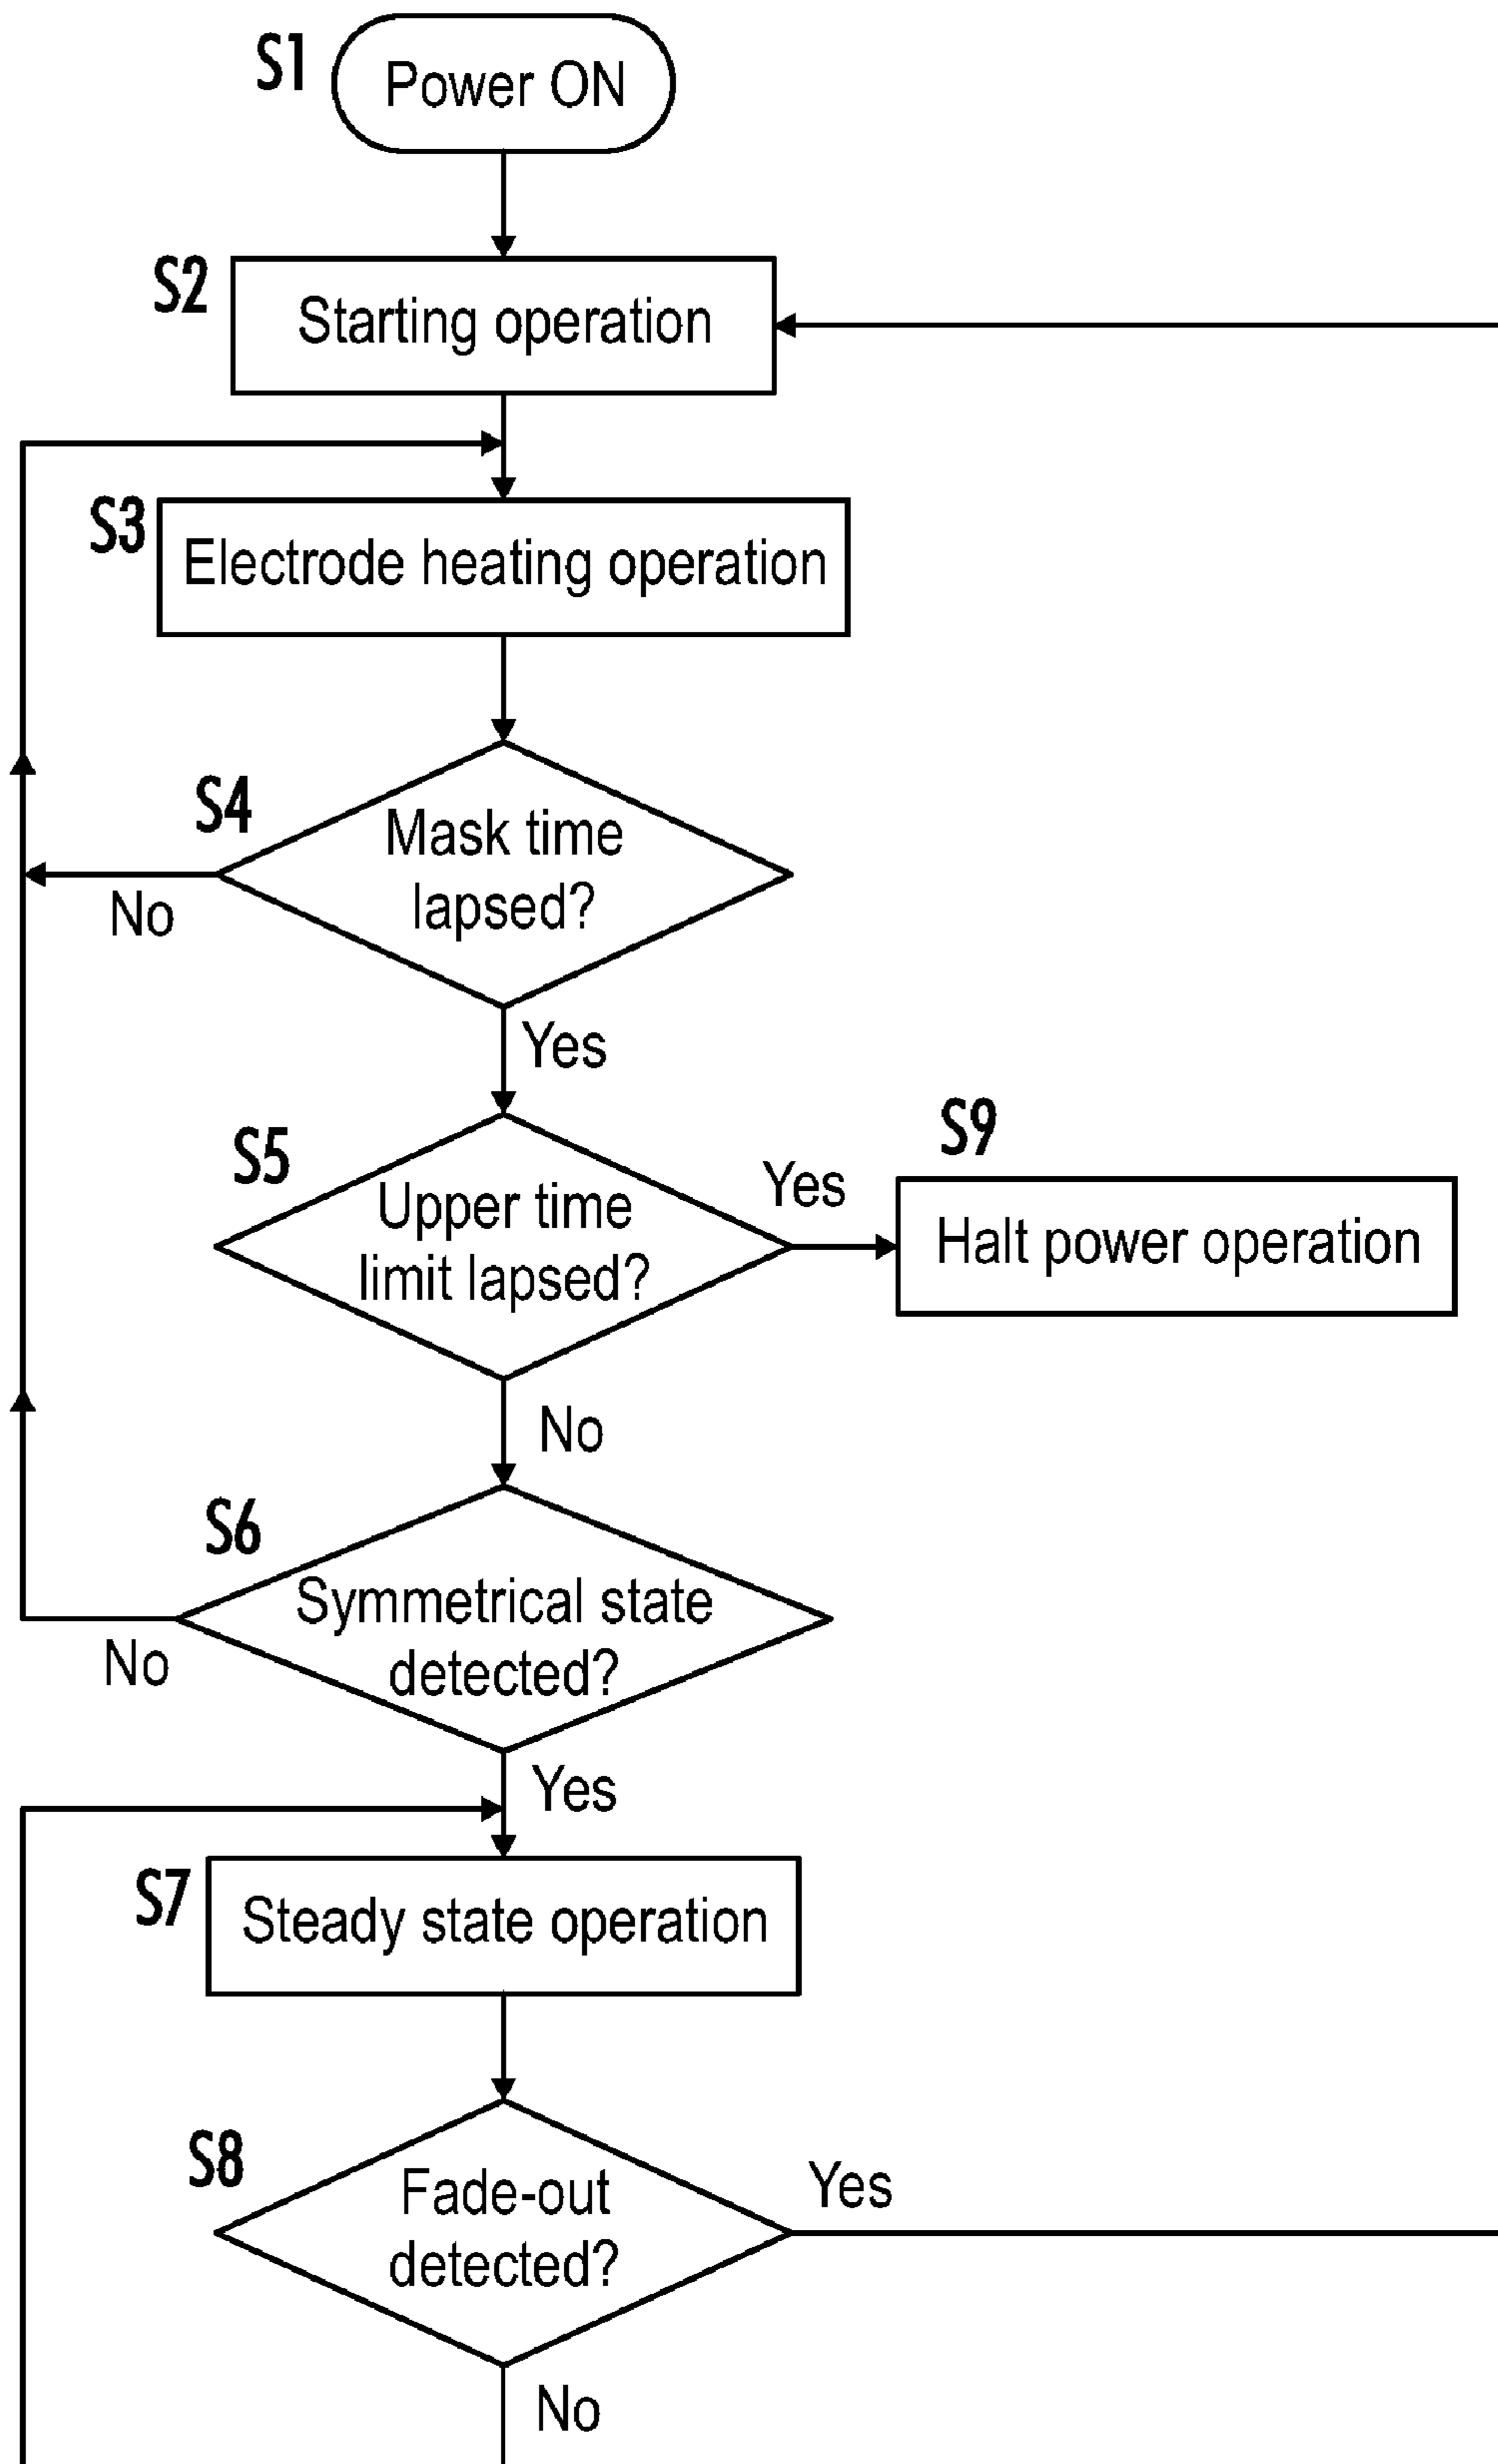 S1
Power ON
S2
Starting operation
S3
Electrode heating operation
S4
Mask time
lapsed?
No
Yes
S5
Upper time
limit lapsed?
Yes
S9
Halt power operation
No
S6
Symmetrical state
detected?
No
Yes
S7
Steady state operation
S8
Fade-out
detected?
Yes
No